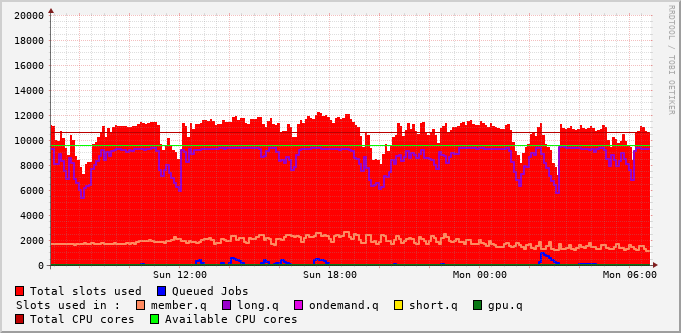 20000
18000
16000
14000
12000
10000
8000
6000
4000
2000
0
Sun 12:00 Sun 18:00 Mon 00:00 Mon 06:00
RRDTOOL / TOBI OETIKER
Total slots used Queued Jobs
Slots used in : member.q long.q ondemand.q short.q gpu.q
Total CPU cores Available CPU cores